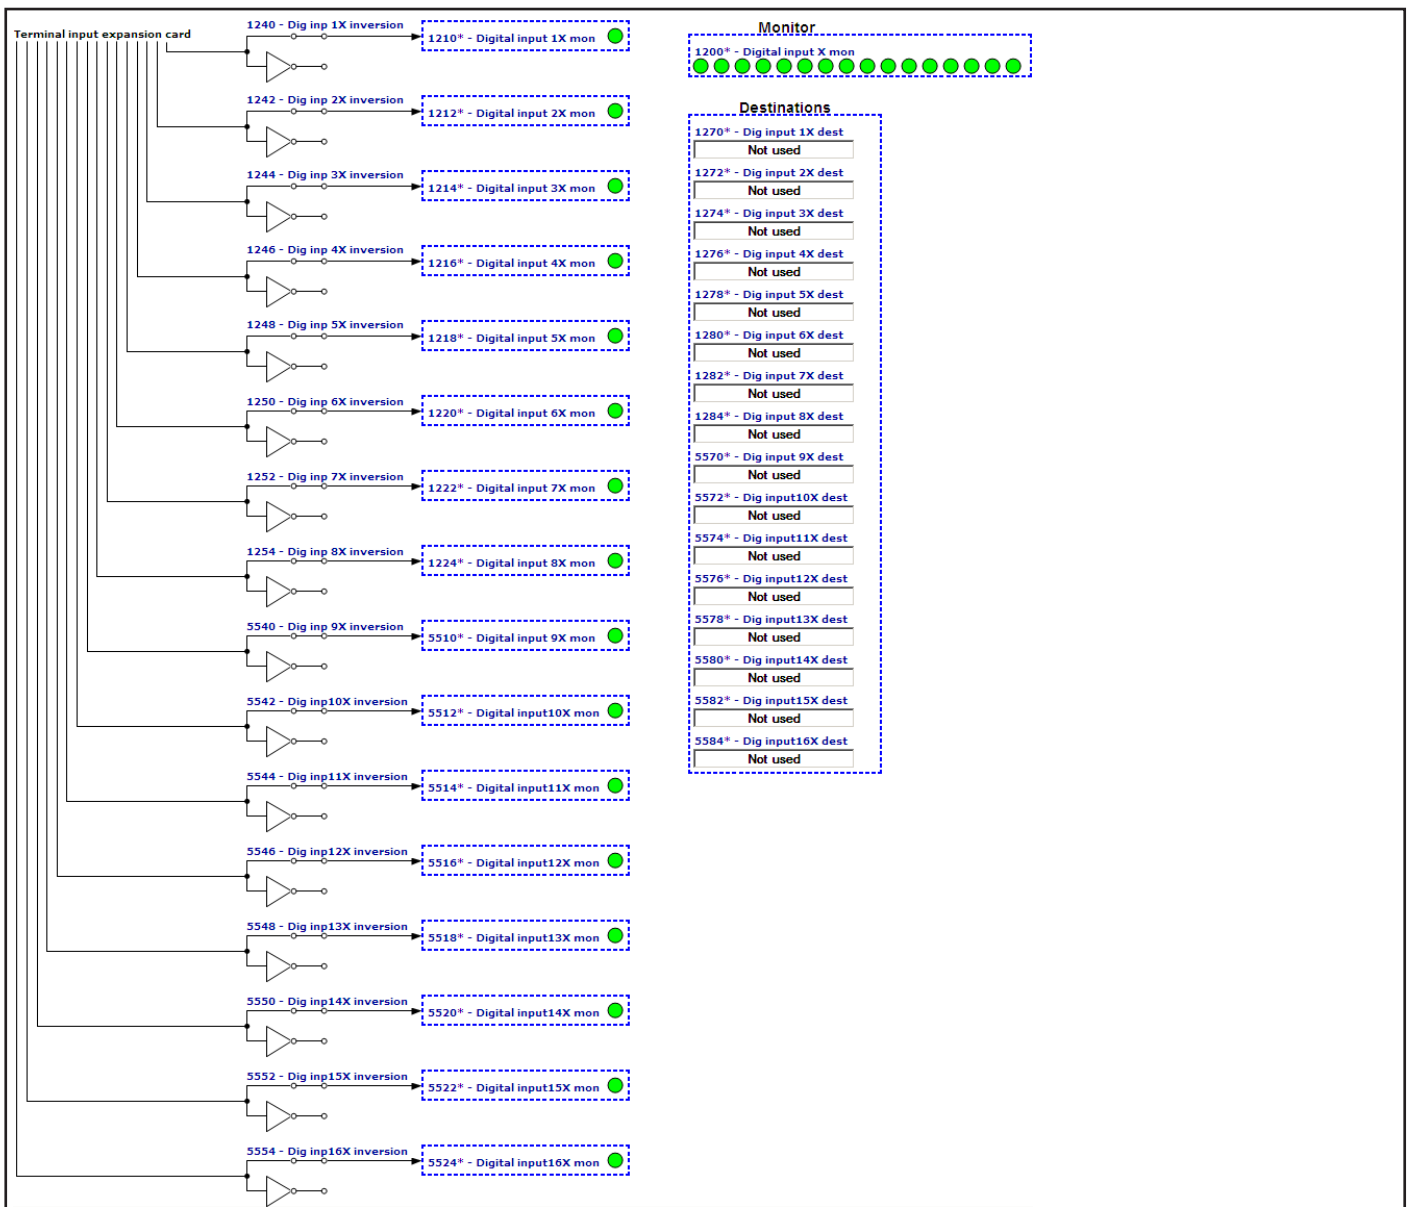 Terminal input expansion card
1240 - Dig inp 1X inversion
1210* - Digital input 1X mon
1242 - Dig inp 2X inversion
1212* - Digital input 2X mon
1244 - Dig inp 3X inversion
1214* - Digital input 3X mon
1246 - Dig inp 4X inversion
1216* - Digital input 4X mon
1248 - Dig inp 5X inversion
1218* - Digital input 5X mon
1250 - Dig inp 6X inversion
1220* - Digital input 6X mon
1252 - Dig inp 7X inversion
1222* - Digital input 7X mon
1254 - Dig inp 8X inversion
1224* - Digital input 8X mon
5540 - Dig inp 9X inversion
5510* - Digital input 9X mon
5542 - Dig inp10X inversion
5512* - Digital input10X mon
5544 - Dig inp11X inversion
5514* - Digital input11X mon
5546 - Dig inp12X inversion
5516* - Digital input12X mon
5548 - Dig inp13X inversion
5518* - Digital input13X mon
5550 - Dig inp14X inversion
5520* - Digital input14X mon
5552 - Dig inp15X inversion
5522* - Digital input15X mon
5554 - Dig inp16X inversion
5524* - Digital input16X mon
Monitor
1200* - Digital input X mon
Destinations
1270* - Dig input 1X dest
Not used
1272* - Dig input 2X dest
Not used
1274* - Dig input 3X dest
Not used
1276* - Dig input 4X dest
Not used
1278* - Dig input 5X dest
Not used
1280* - Dig input 6X dest
Not used
1282* - Dig input 7X dest
Not used
1284* - Dig input 8X dest
Not used
5570* - Dig input 9X dest
Not used
5572* - Dig input10X dest
Not used
5574* - Dig input11X dest
Not used
5576* - Dig input12X dest
Not used
5578* - Dig input13X dest
Not used
5580* - Dig input14X dest
Not used
5582* - Dig input15X dest
Not used
5584* - Dig input16X dest
Not used